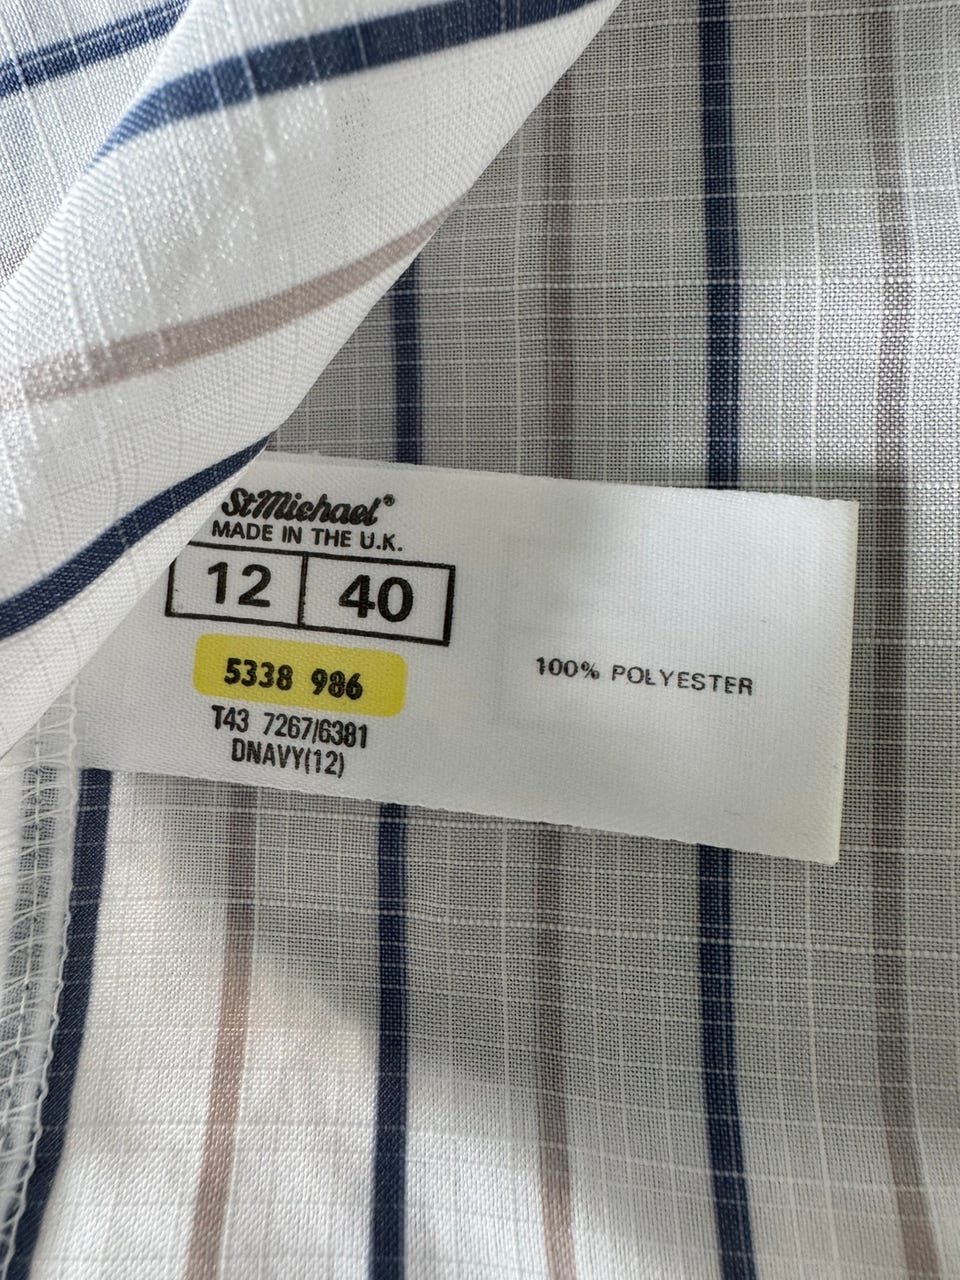 StMichael®
MADE IN THE U.K.
12 40
5338 986
T43 7267/6381
DNAVY(12)
100% POLYESTER